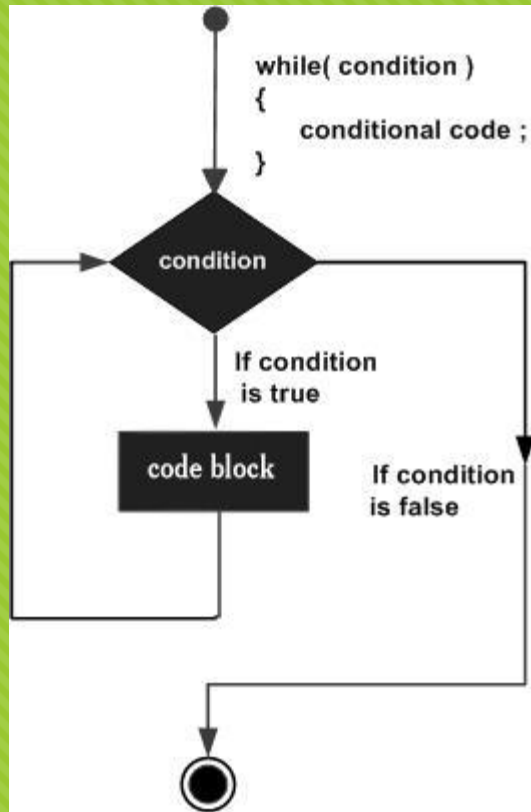 while( condition )
{
conditional code ;
}
condition
If condition
is true
code block
If condition
is false